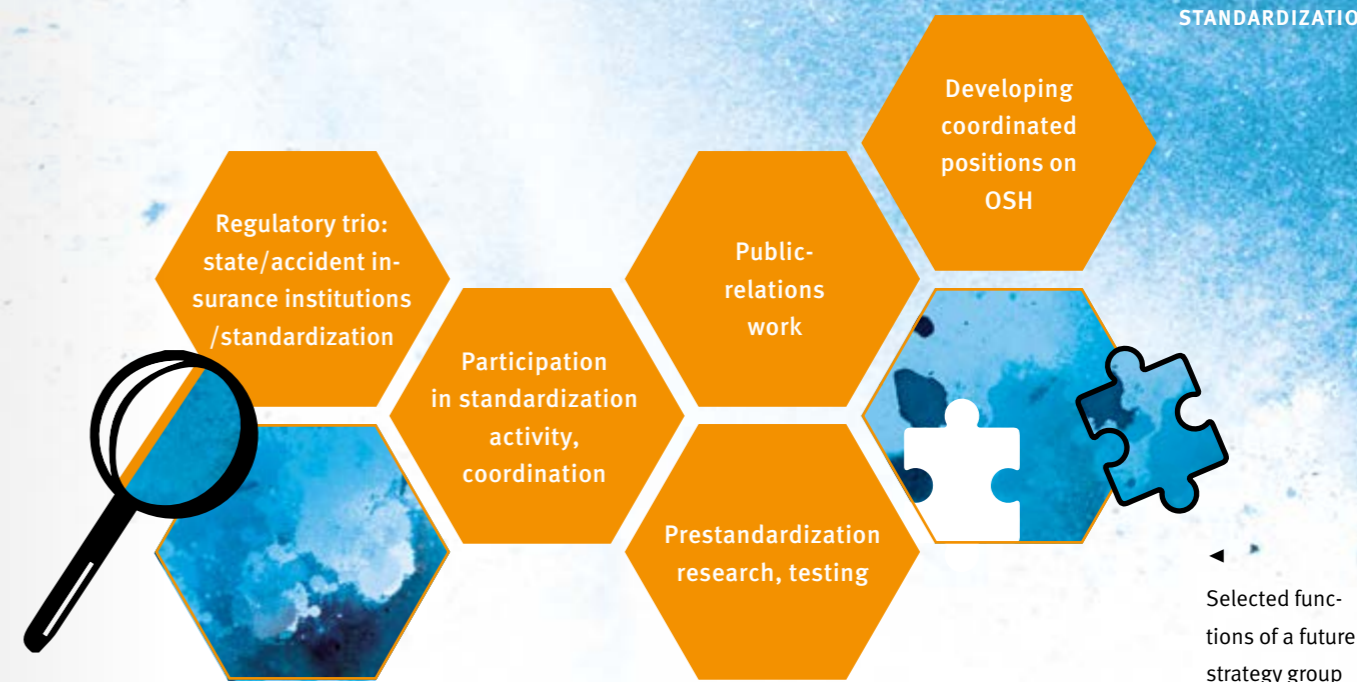 STANDARDIZATIO
Developing
coordinated
positions on
OSH
Regulatory trio:
state/accident in-
surance institutions
/standardization
Public-
relations
work
Participation
in standardization
activity,
coordination
Prestandardization
research, testing
◄
Selected func-
tions of a future
strategy group